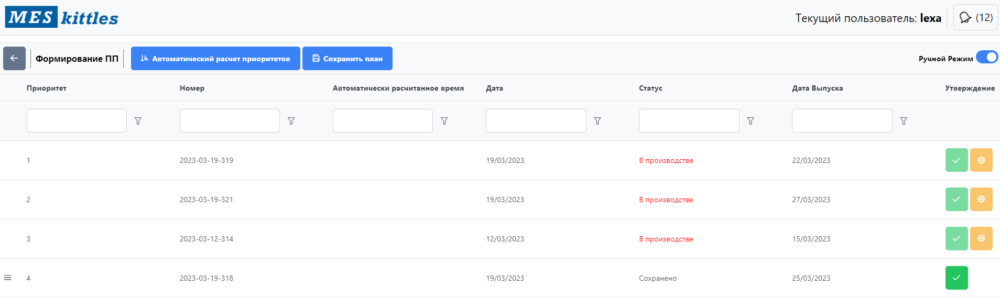 MES kittles
Текущий пользователь: lexa
(12)
Формирование ПП
Автоматический расчет приоритетов
Сохранить план
Ручной Режим
Приоритет Номер Автоматически расчитанное время Дата Статус Дата Выпуска Утверждение
1 2023-03-19-319 19/03/2023 В производстве 22/03/2023
2 2023-03-19-321 19/03/2023 В производстве 27/03/2023
3 2023-03-12-314 12/03/2023 В производстве 15/03/2023
4 2023-03-19-318 19/03/2023 Сохранено 25/03/2023